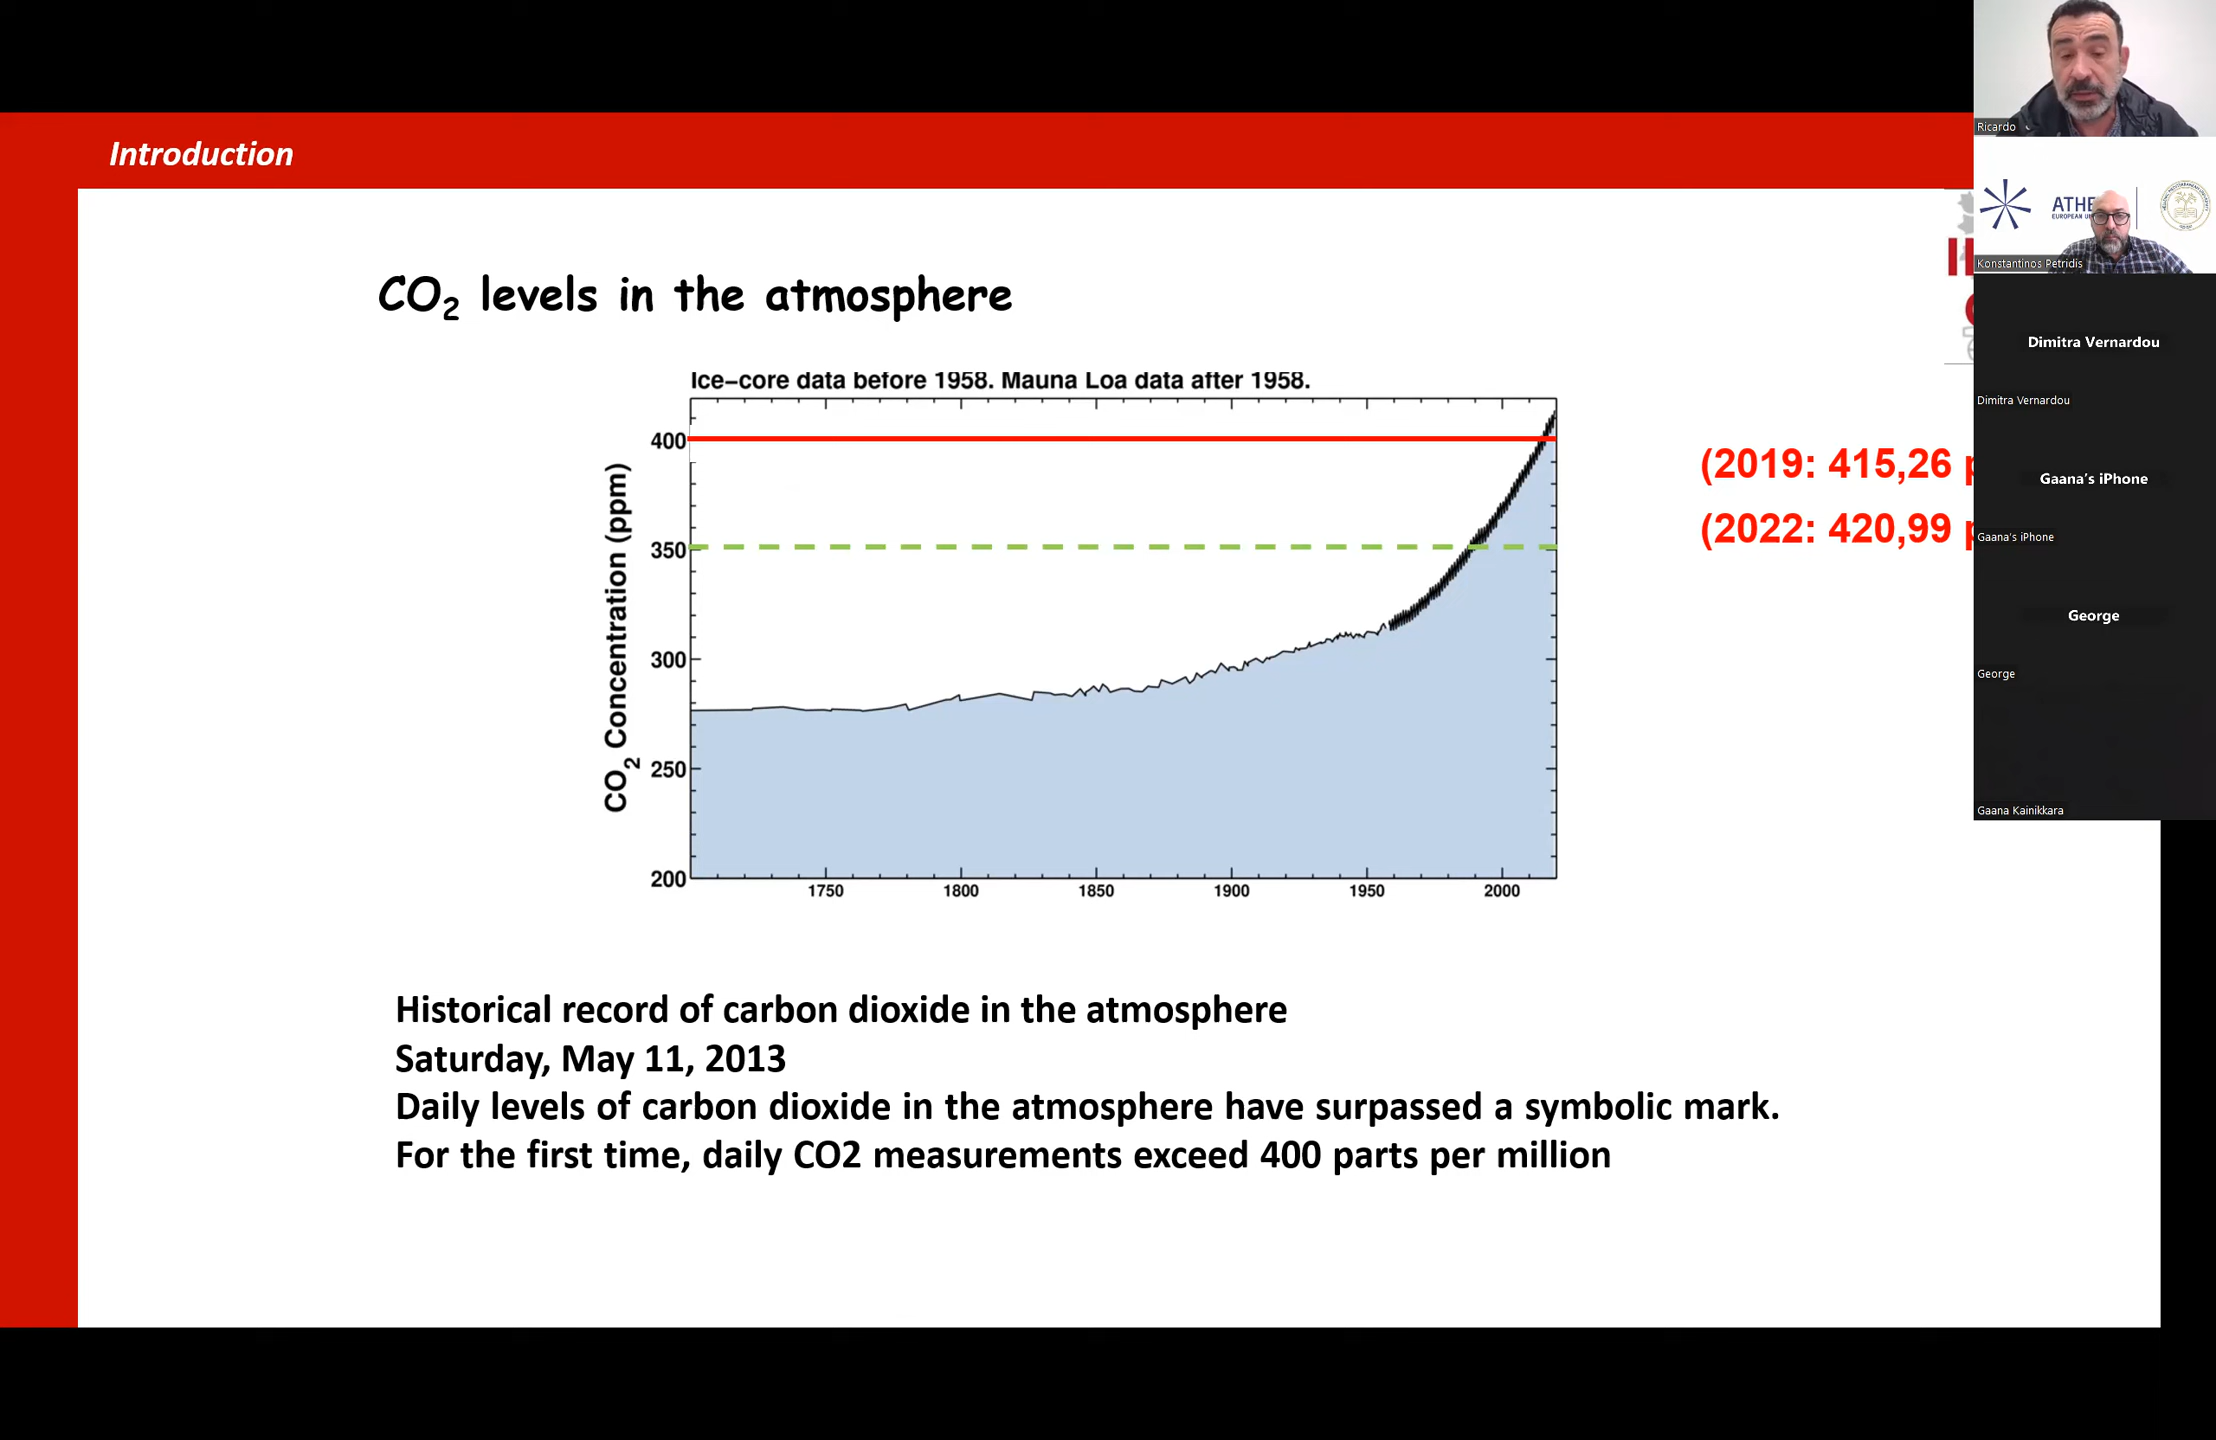 Introduction
CO2 levels in the atmosphere
Ice-core data before 1958. Mauna Loa data after 1958.
CO2 Concentration (ppm)
400
350
300
250
200
1750
1800
1850
1900
1950
2000
(2019: 415,26
(2022: 420,99
Historical record of carbon dioxide in the atmosphere
Saturday, May 11, 2013
Daily levels of carbon dioxide in the atmosphere have surpassed a symbolic mark.
For the first time, daily CO2 measurements exceed 400 parts per million
Ricardo
ATHE
EUROPEAN
Konstantinos Petridis
Dimitra Vernardou
Dimitra Vernardou
Gaana's iPhone
Gaana's iPhone
George
George
Gaana Kainikkara